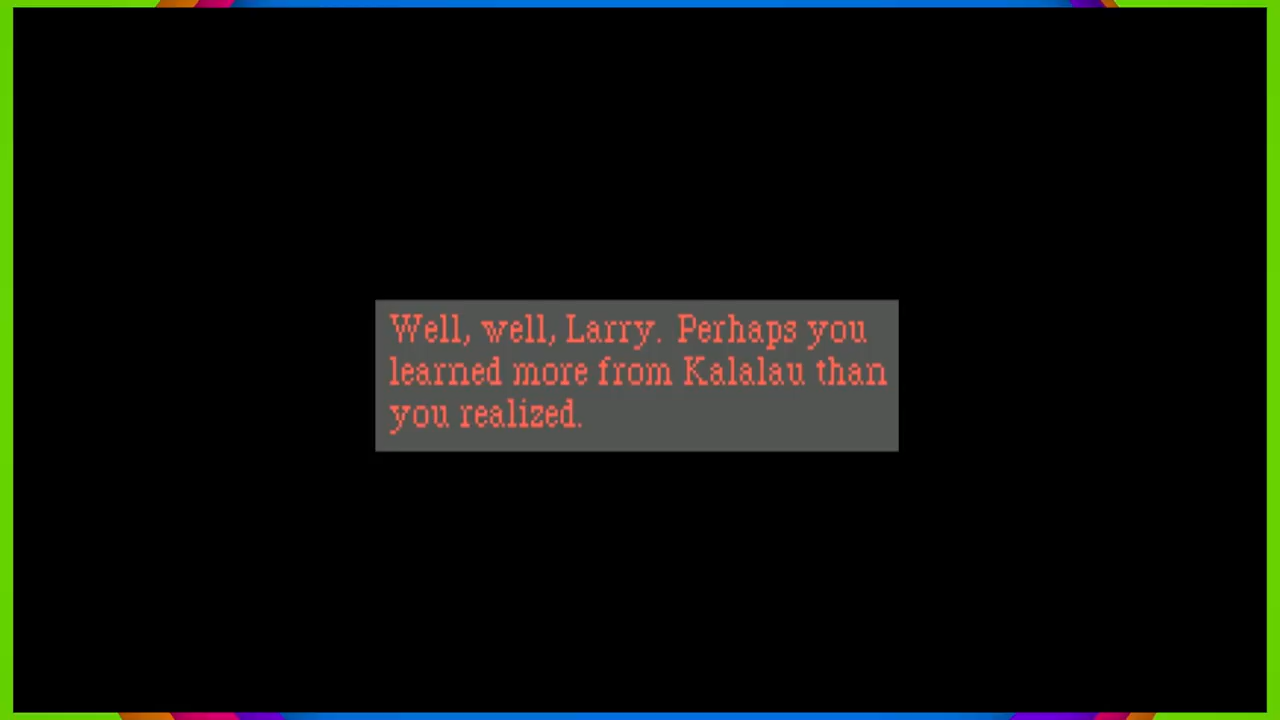 Well, well, Larry. Perhaps you
learned more from Kalalau than
you realized.